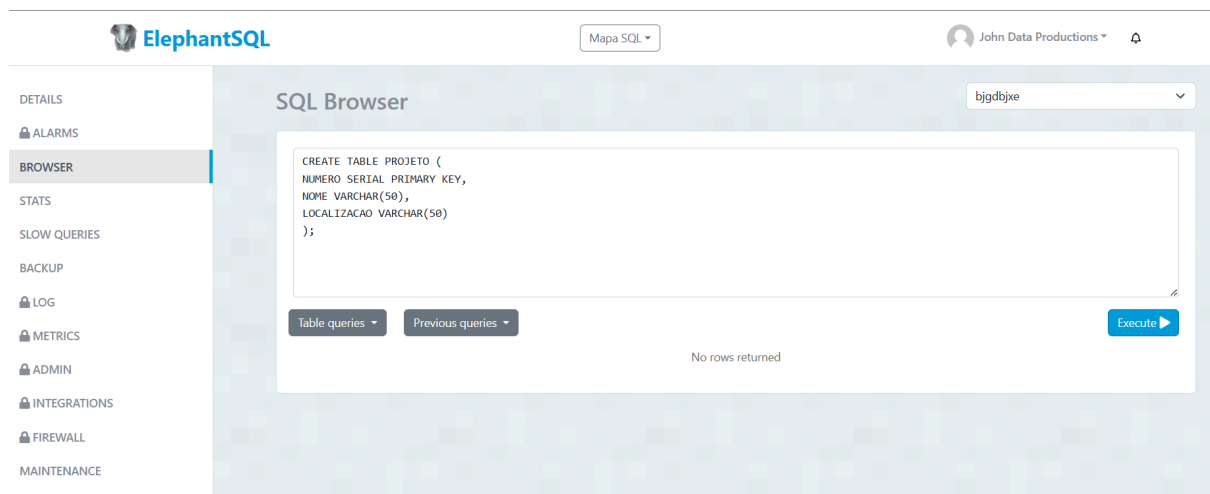 ElephantSQL
Mapa SQL
John Data Productions
DETAILS
ALARMS
BROWSER
STATS
SLOW QUERIES
BACKUP
LOG
METRICS
ADMIN
INTEGRATIONS
FIREWALL
MAINTENANCE
SQL Browser
bjgdbjxe
CREATE TABLE PROJETO (
NUMERO SERIAL PRIMARY KEY,
NOME VARCHAR(50),
LOCALIZACAO VARCHAR(50)
);
Table queries
Previous queries
Execute
No rows returned